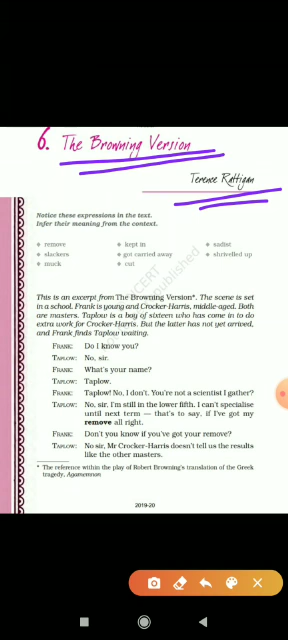 6. The Browning Version
Terence Rattigan
Notice these expressions in the text.
Infer their meaning from the context.
remove kept in sadist
slackers got carried away shrivelled up
muck cut
This is an excerpt from The Browning Version*. The scene is set
in a school. Frank is young and Crocker-Harris, middle-aged. Both
are masters. Taplow is a boy of sixteen who has come in to do
extra work for Crocker-Harris. But the latter has not yet arrived,
and Frank finds Taplow waiting.
FRANK: Do I know you?
TAPLOW: No, sir.
FRANK: What's your name?
TAPLOW: Taplow.
FRANK: Taplow! No, I don't. You're not a scientist I gather?
TAPLOW: No, sir, I'm still in the lower fifth. I can't specialise
until next term — that's to say, if I've got my
remove all right.
FRANK: Don't you know if you've got your remove?
TAPLOW: No sir, Mr Crocker-Harris doesn't tell us the results
like the other masters.
* The reference within the play of Robert Browning's translation of the Greek
tragedy, Agamemnon
2019-20